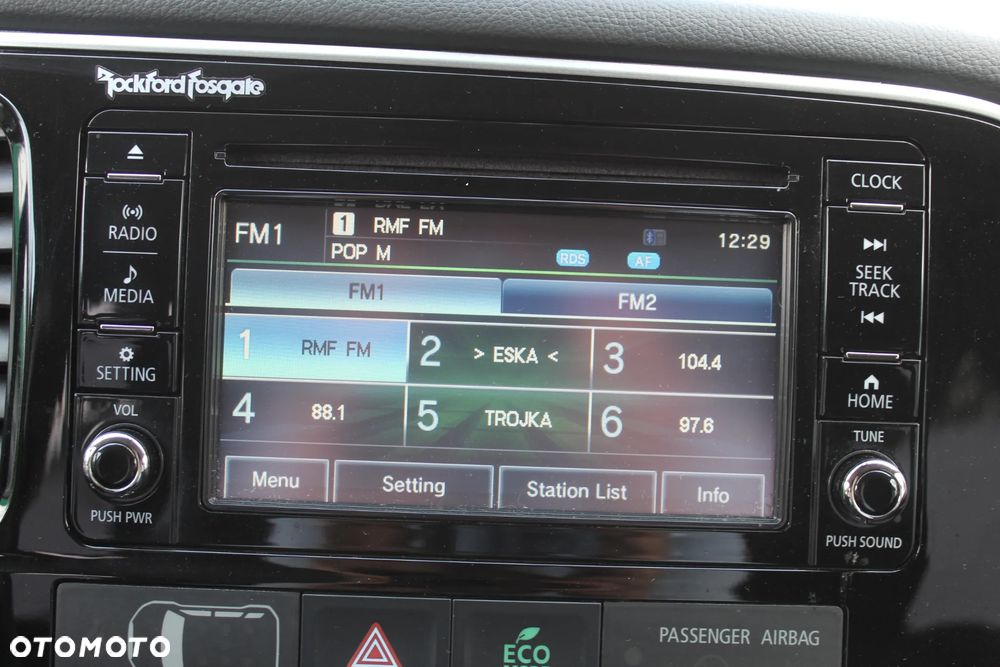 Rockford Fosgate
RADIO
MEDIA
SETTING
VOL
PUSH PWR
FM1
1 RMF FM
POP M
RDS
AF
12:29
FM1
FM2
1 RMF FM
2 > ESKA <
3 104.4
4 88.1
5 TROJKA
6 97.6
Menu
Setting
Station List
Info
CLOCK
SEEK
TRACK
HOME
TUNE
PUSH SOUND
ECO
PASSENGER AIRBAG
OTOMOTO